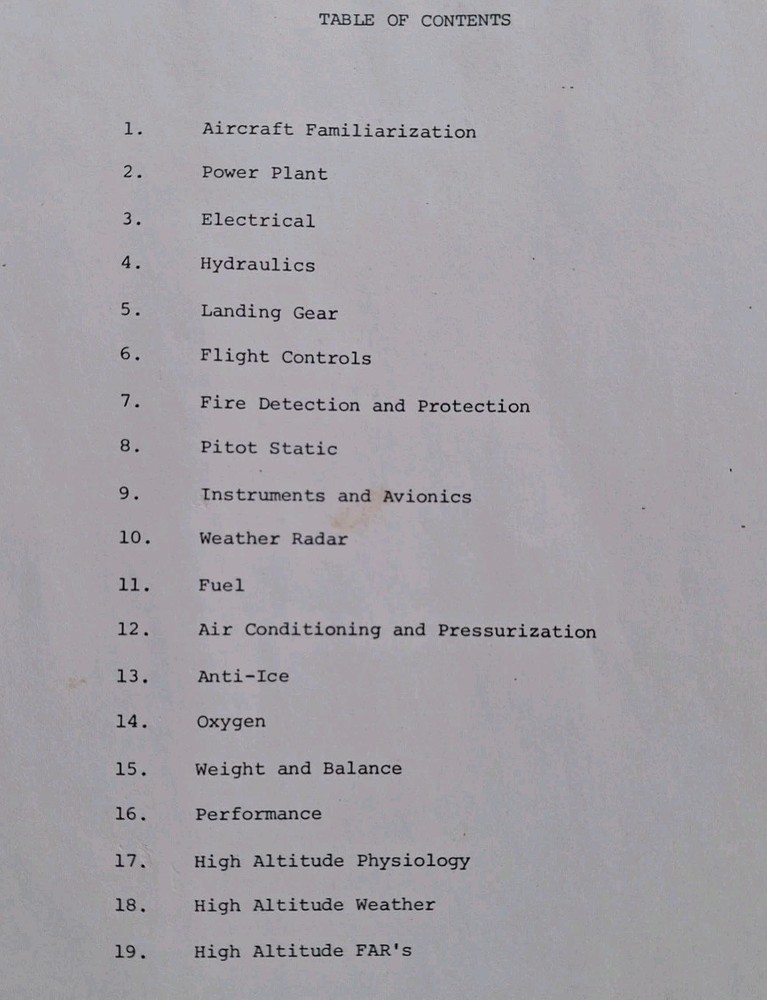 TABLE OF CONTENTS
1. Aircraft Familiarization
2. Power Plant
3. Electrical
4. Hydraulics
5. Landing Gear
6. Flight Controls
7. Fire Detection and Protection
8. Pitot Static
9. Instruments and Avionics
10. Weather Radar
11. Fuel
12. Air Conditioning and Pressurization
13. Anti-Ice
14. Oxygen
15. Weight and Balance
16. Performance
17. High Altitude Physiology
18. High Altitude Weather
19. High Altitude FAR's